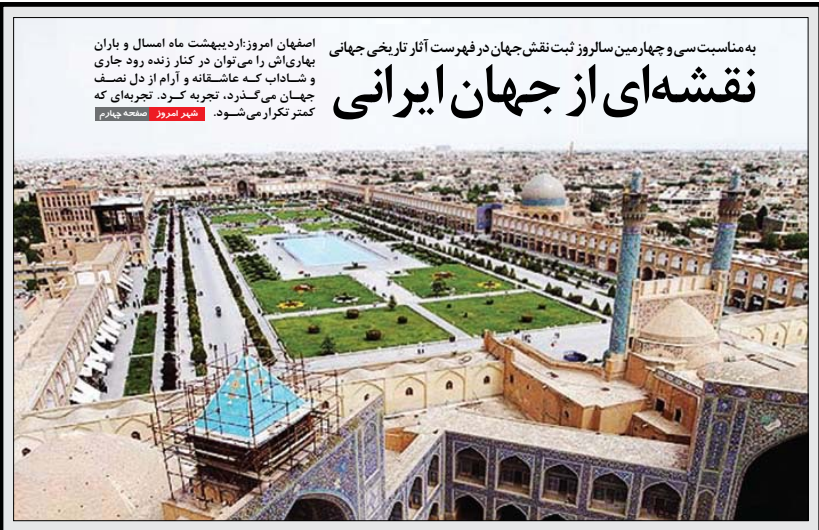 به مناسبت سی و چهارمین سالروز ثبت نقش جهان در فهرست آثار تاریخی جهانی
نقشه‌ای از جهان ایرانی
اصفهان امروز: اردیبهشت ماه امسال و باران
بهاری‌اش را می‌توان در کنار زنده رود جاری
و شاداب که عاشقانه و آرام از دل نصف
جهان می‌گذرد، تجربه کرد. تجربه‌ای که
کمتر تکرار می‌شود. شهر امروز صفحه چهارم